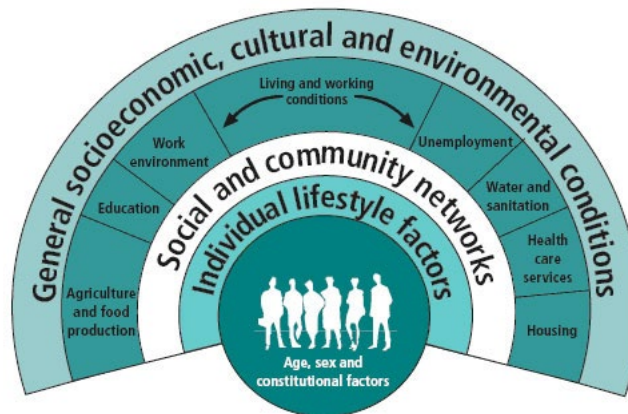 General socioeconomic, cultural and environmental conditions
Living and working
conditions
Work
environment
Unemployment
Education
Water and
sanitation
Agriculture
and food
production
Health
care
services
Housing
Social and community networks
Individual lifestyle factors
Age, sex and
constitutional factors